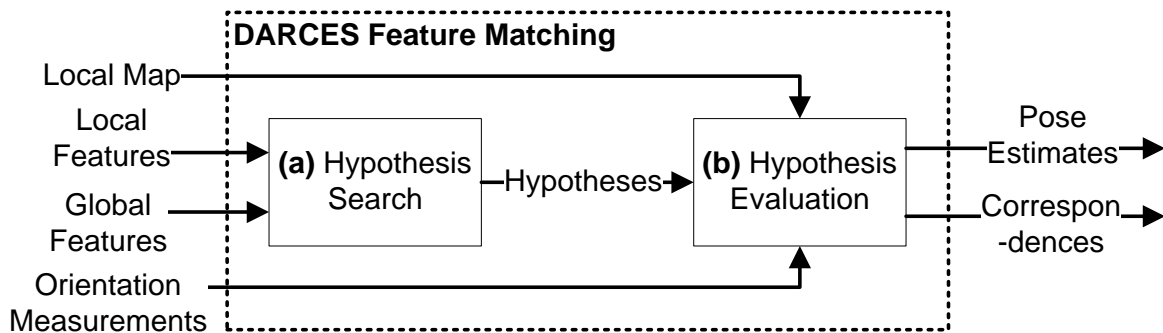 DARCES Feature Matching
Local Map
Local
Features
Global
Features
Orientation
Measurements
(a) Hypothesis
Search
Hypotheses
(b) Hypothesis
Evaluation
Pose
Estimates
Correspon
-dences